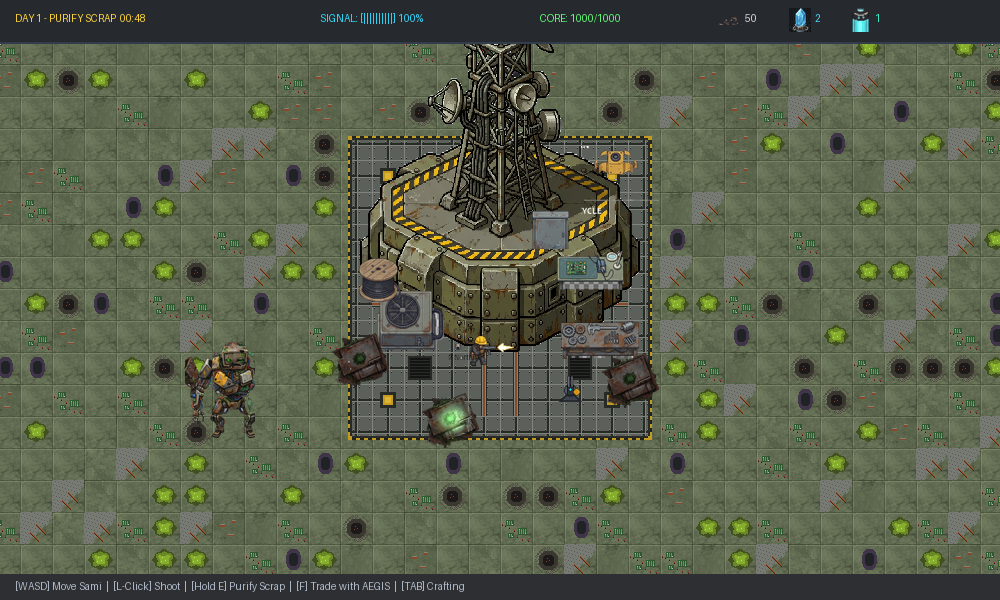 DAY 1 - PURIFY SCRAP 00:48
SIGNAL: [||||||||||] 100%
CORE: 1000/1000
50
2
1
YCLE
[WASD] Move Sami | [L-Click] Shoot | [Hold E] Purify Scrap | [F] Trade with AEGIS | [TAB] Crafting